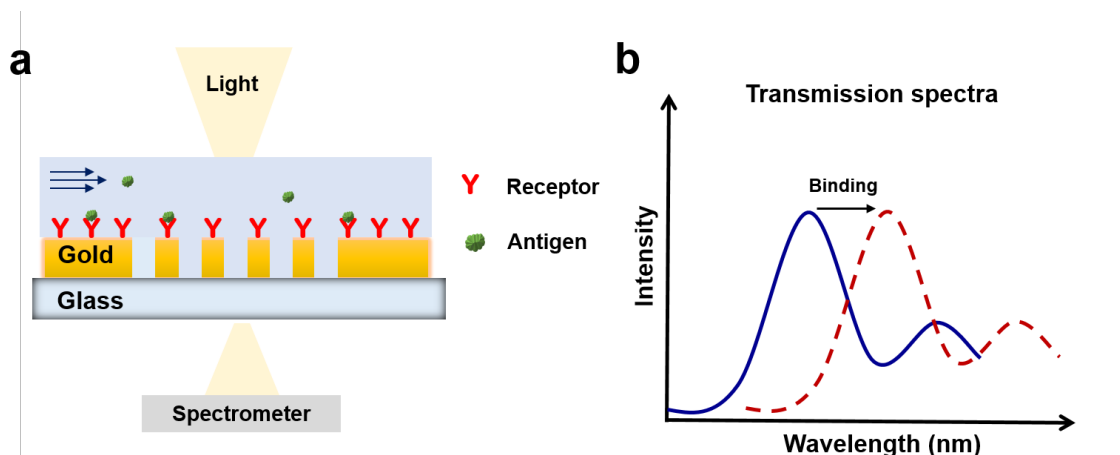 a
Light
Receptor
Antigen
Gold
Glass
Spectrometer
b
Transmission spectra
Binding
Intensity
Wavelength (nm)